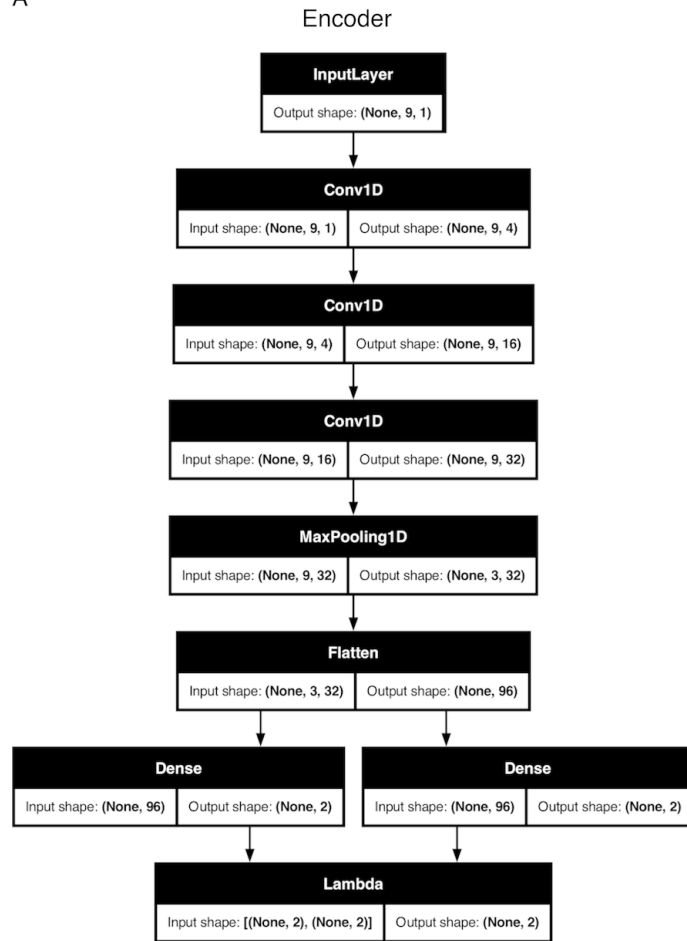 A
Encoder
InputLayer
Output shape: (None, 9, 1)
Conv1D
Input shape: (None, 9, 1) Output shape: (None, 9, 4)
Conv1D
Input shape: (None, 9, 4) Output shape: (None, 9, 16)
Conv1D
Input shape: (None, 9, 16) Output shape: (None, 9, 32)
MaxPooling1D
Input shape: (None, 9, 32) Output shape: (None, 3, 32)
Flatten
Input shape: (None, 3, 32) Output shape: (None, 96)
Dense Dense
Input shape: (None, 96) Output shape: (None, 2) Input shape: (None, 96) Output shape: (None, 2)
Lambda
Input shape: [(None, 2), (None, 2)] Output shape: (None, 2)